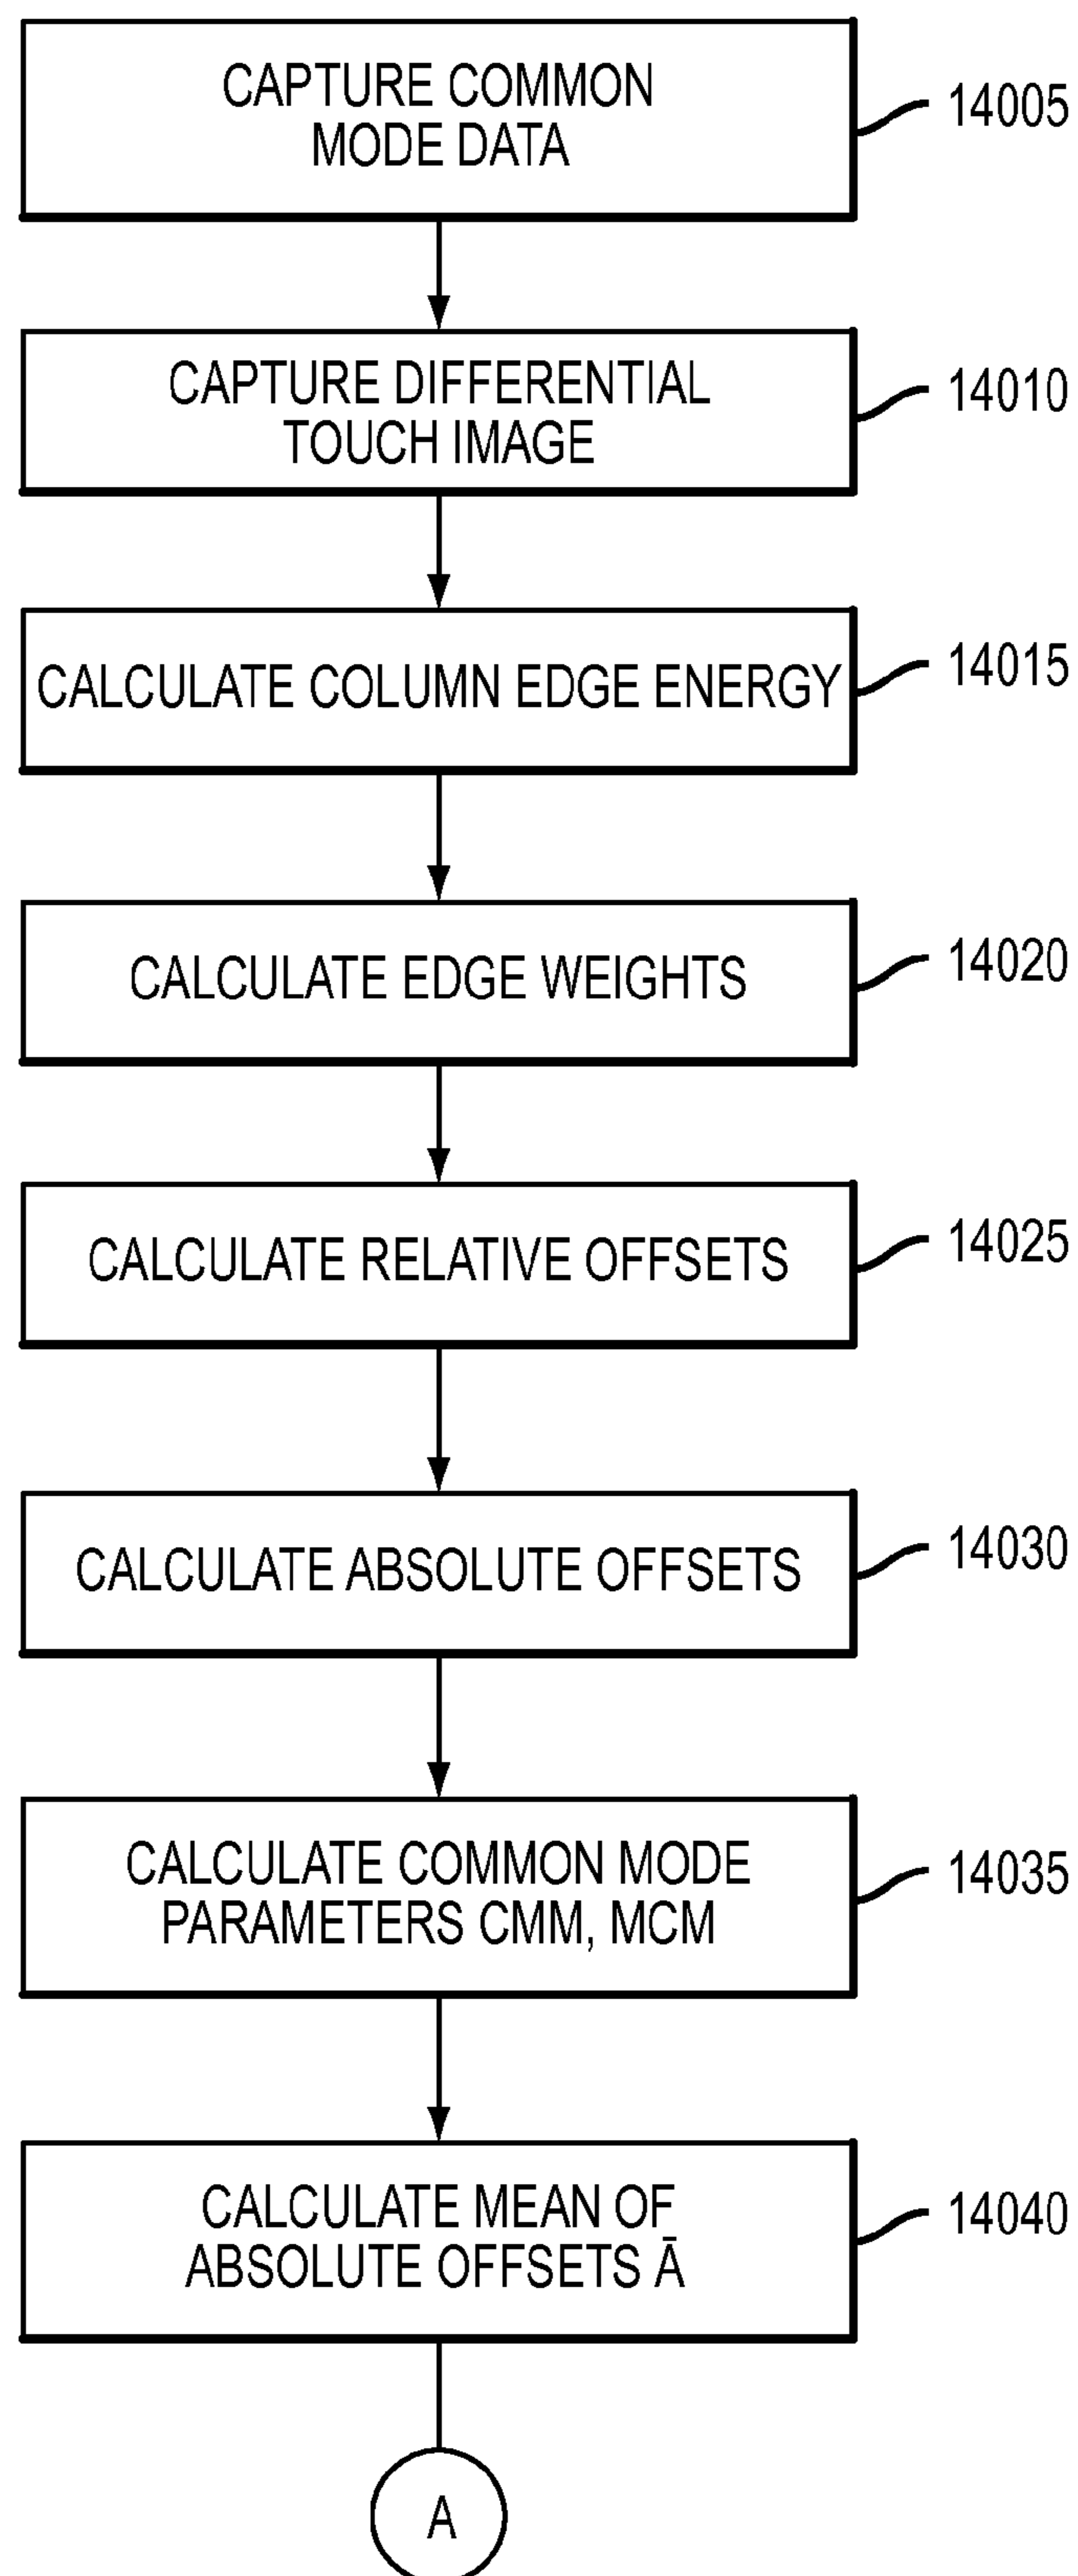 CAPTURE COMMON
MODE DATA
14005
CAPTURE DIFFERENTIAL
TOUCH IMAGE
14010
CALCULATE COLUMN EDGE ENERGY
14015
CALCULATE EDGE WEIGHTS
14020
CALCULATE RELATIVE OFFSETS
14025
CALCULATE ABSOLUTE OFFSETS
14030
CALCULATE COMMON MODE
PARAMETERS CMM, MCM
14035
CALCULATE MEAN OF
ABSOLUTE OFFSETS Ā
14040
A